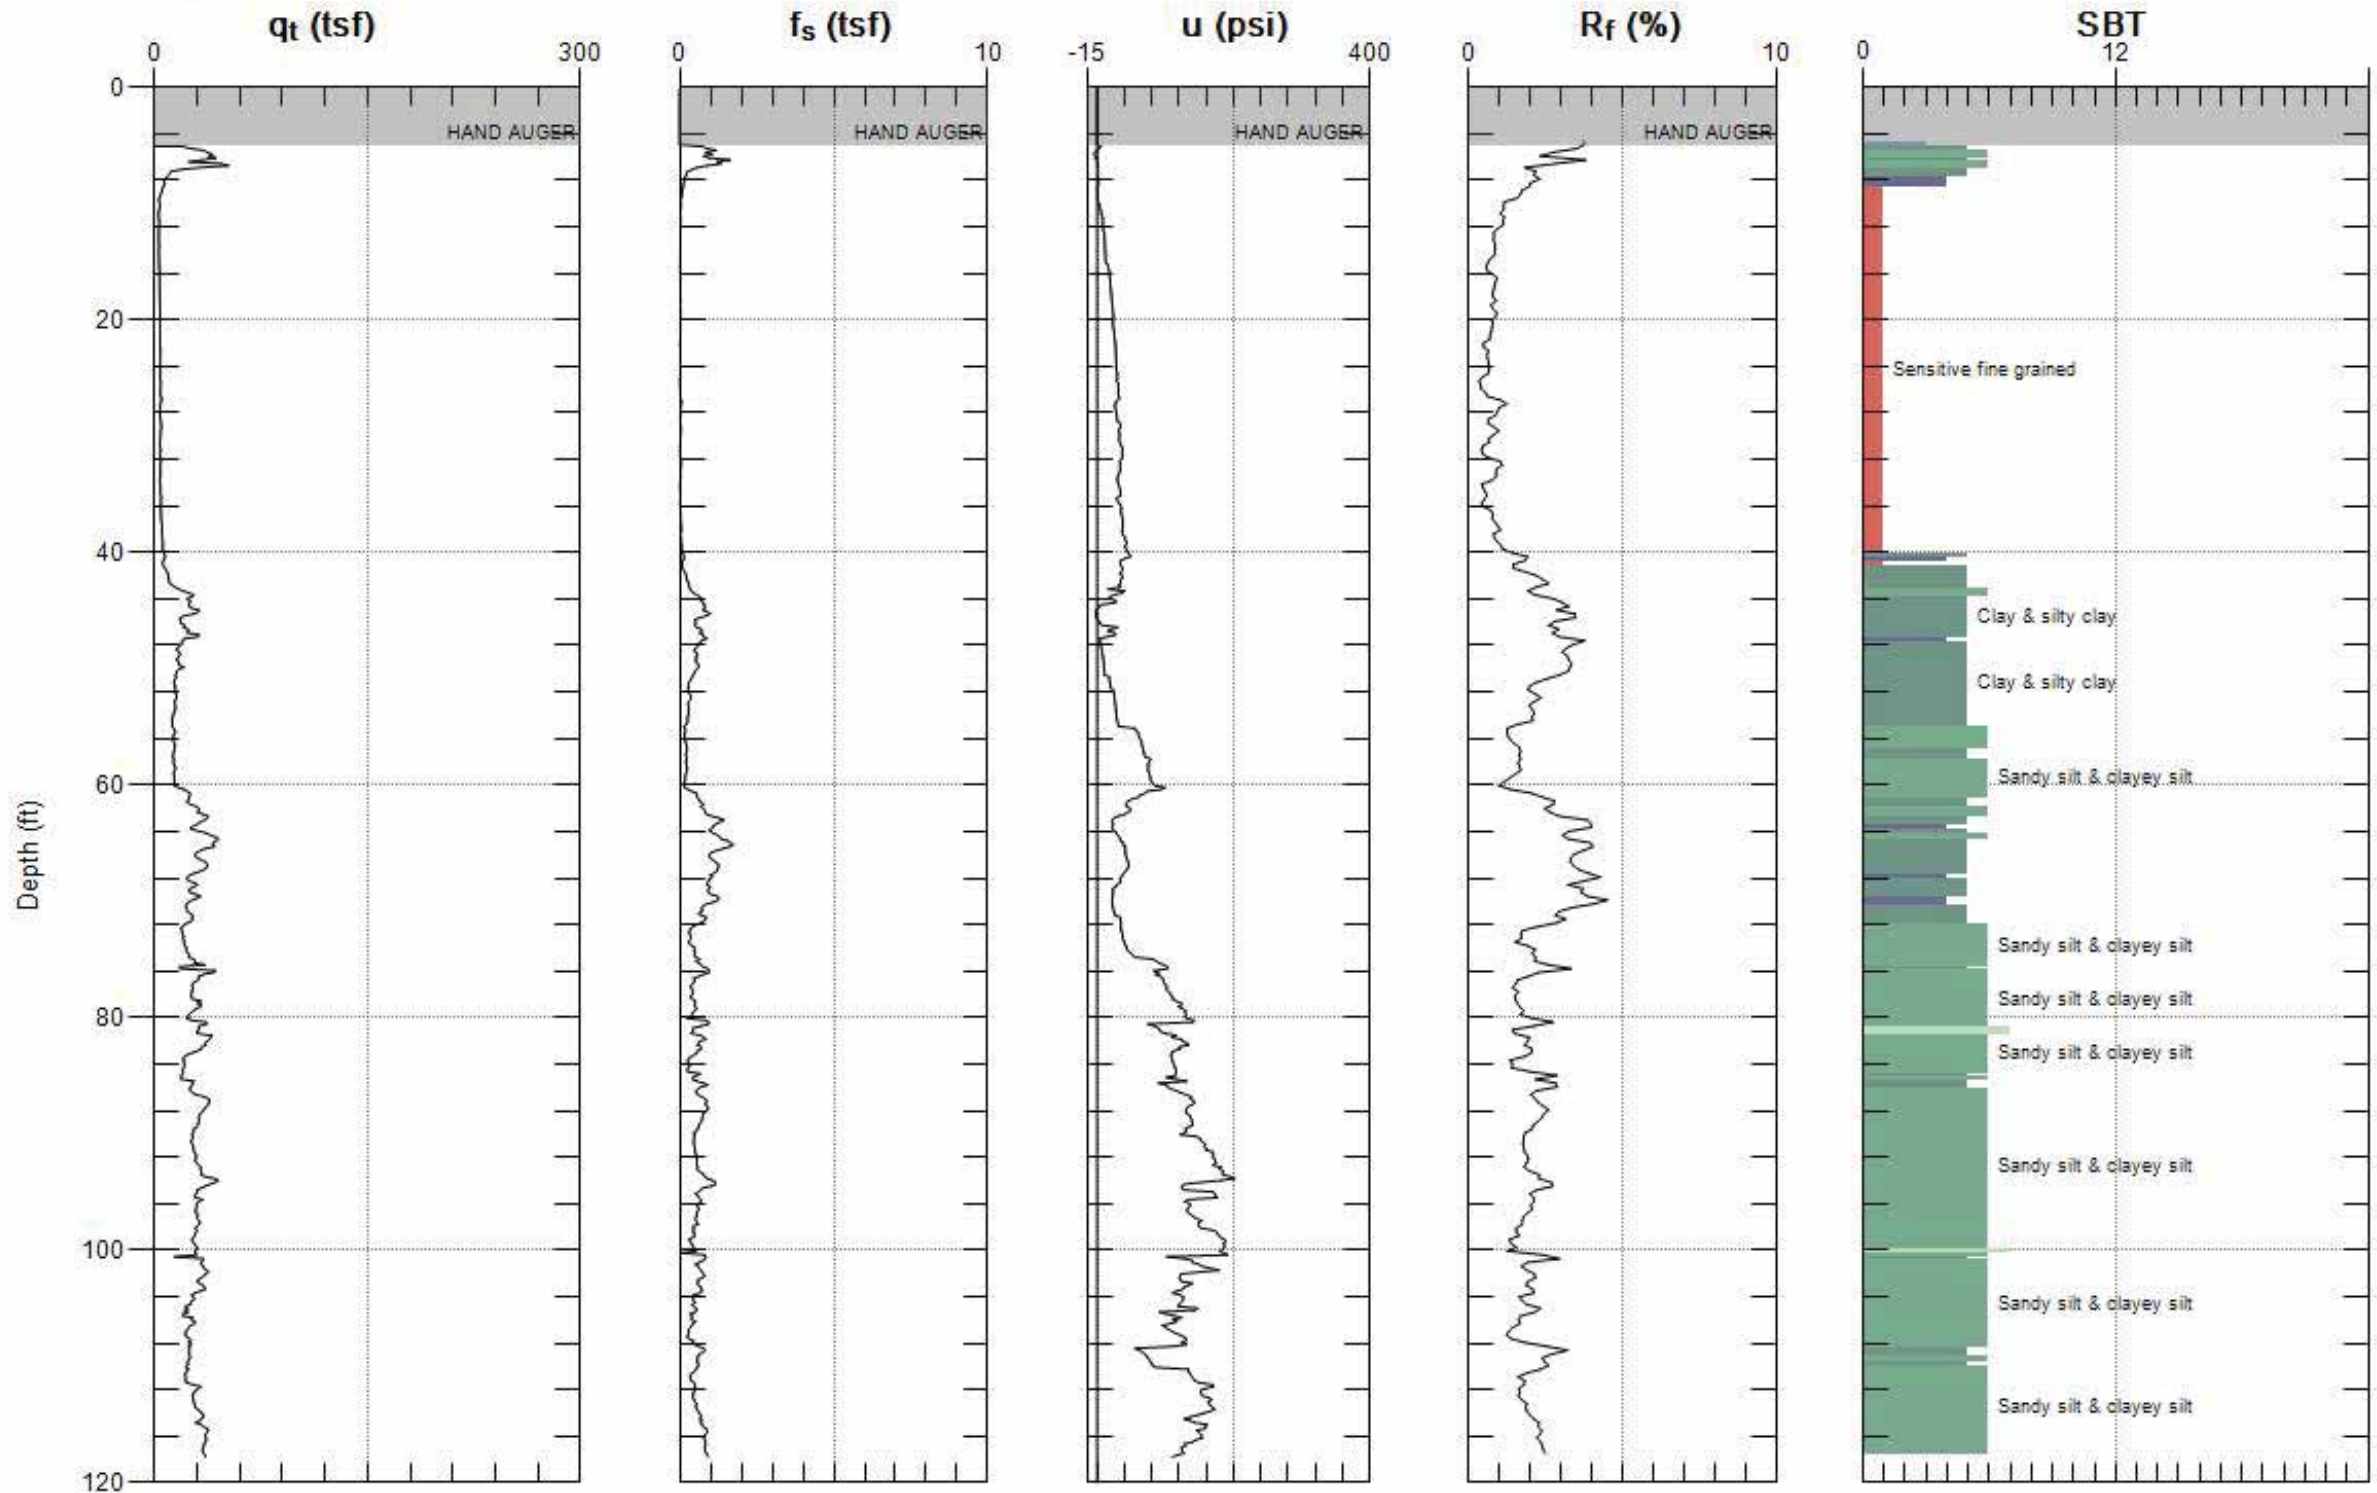 qt (tsf) fs (tsf) u (psi) Rf (%) SBT
0 300 0 10 -15 400 0 10 0 12
0
HAND AUGER HAND AUGER HAND AUGER HAND AUGER
20
Sensitive fine grained
40
Clay & silty clay
Clay & silty clay
60
Sandy silt & clayey silt
Depth (ft)
Sandy silt & clayey silt
Sandy silt & clayey silt
80
Sandy silt & clayey silt
Sandy silt & clayey silt
100
Sandy silt & clayey silt
Sandy silt & clayey silt
120